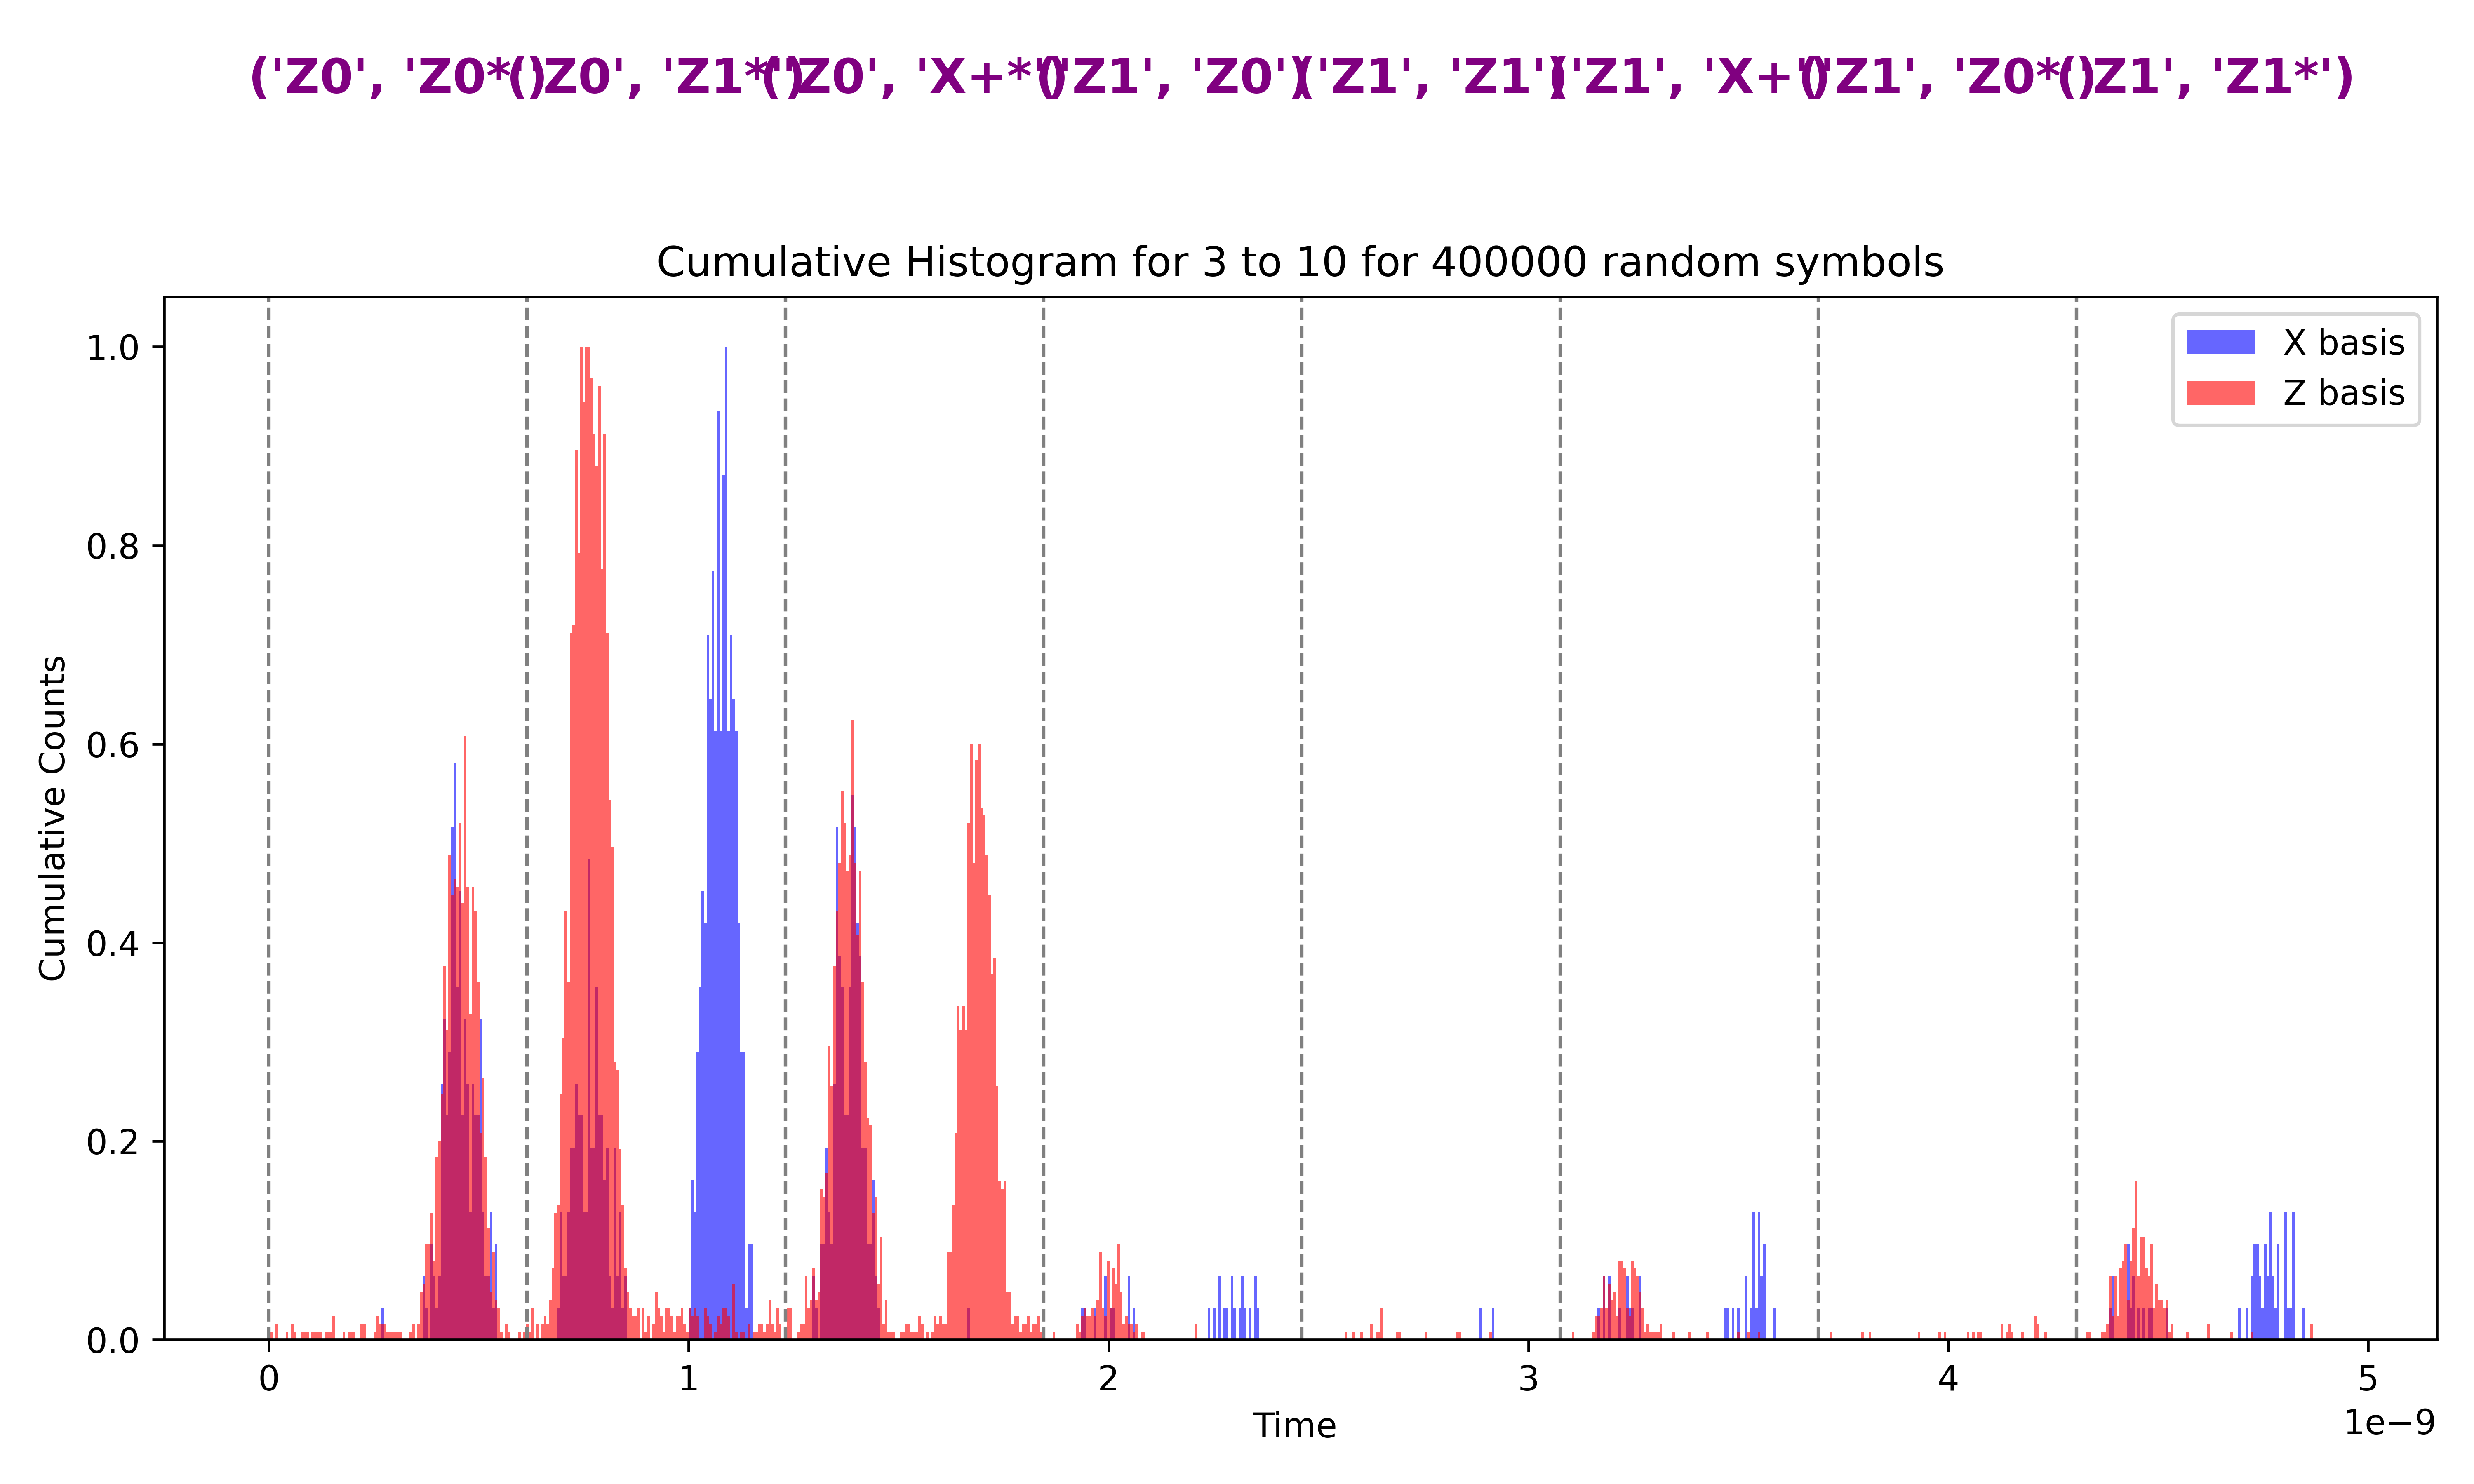 ('Z0', 'Z0*') ('Z0', 'Z1*') ('Z0', 'X+*') ('Z1', 'Z0') ('Z1', 'Z1') ('Z1', 'X+') ('Z1', 'Z0*') ('Z1', 'Z1*')
Cumulative Histogram for 3 to 10 for 400000 random symbols
X basis
Z basis
1.0
0.8
0.6
0.4
0.2
0.0
Cumulative Counts
0 1 2 3 4 5
1e−9
Time